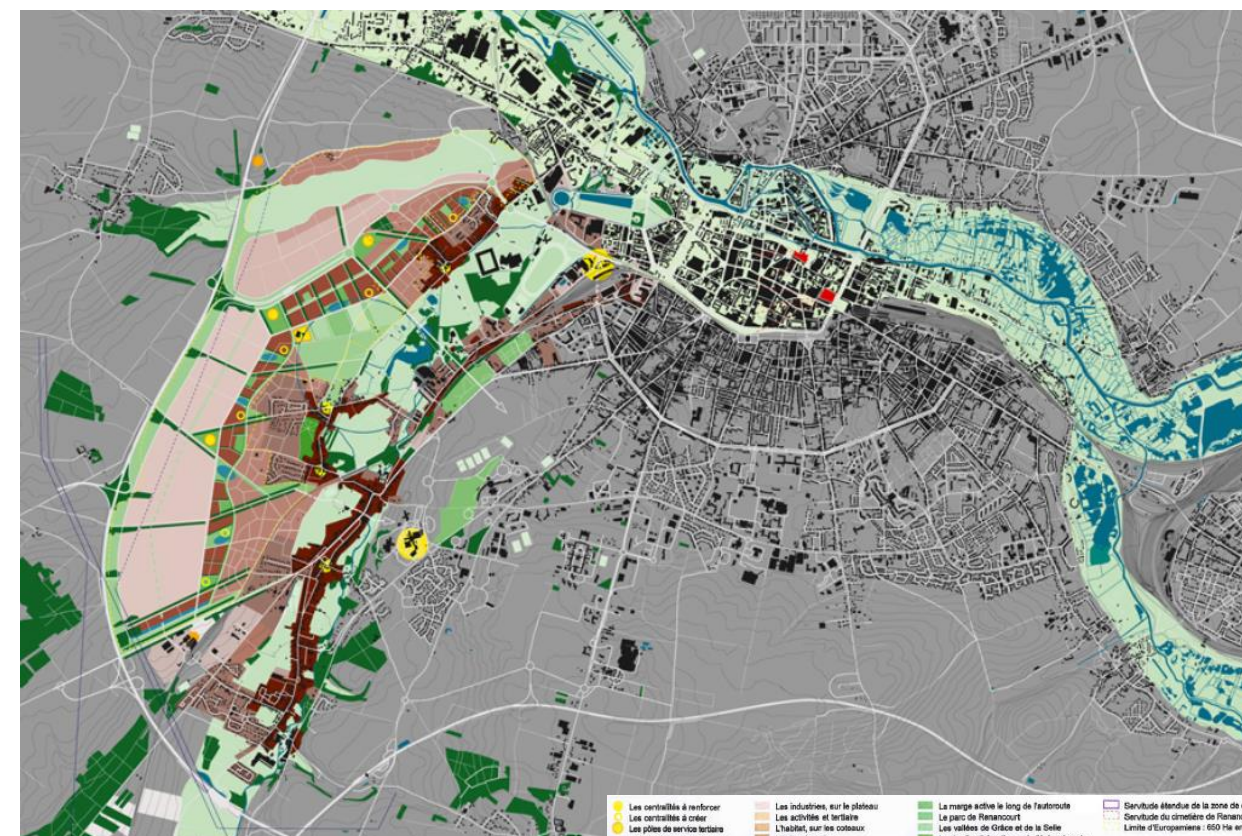 Les centralités à renforcer
Les centralités à créer
Les pôles de service tertiaire
Les industries, sur le plateau
Les activités et tertiaire
L'habitat, sur les coteaux
La marge active le long de l'autoroute
Le parc de Renancourt
Les vallées de Grâce et de la Selle
Servitude étendue de la zone de
Servitude du cimetière de
Limite d'Europamiens : 650 Ha